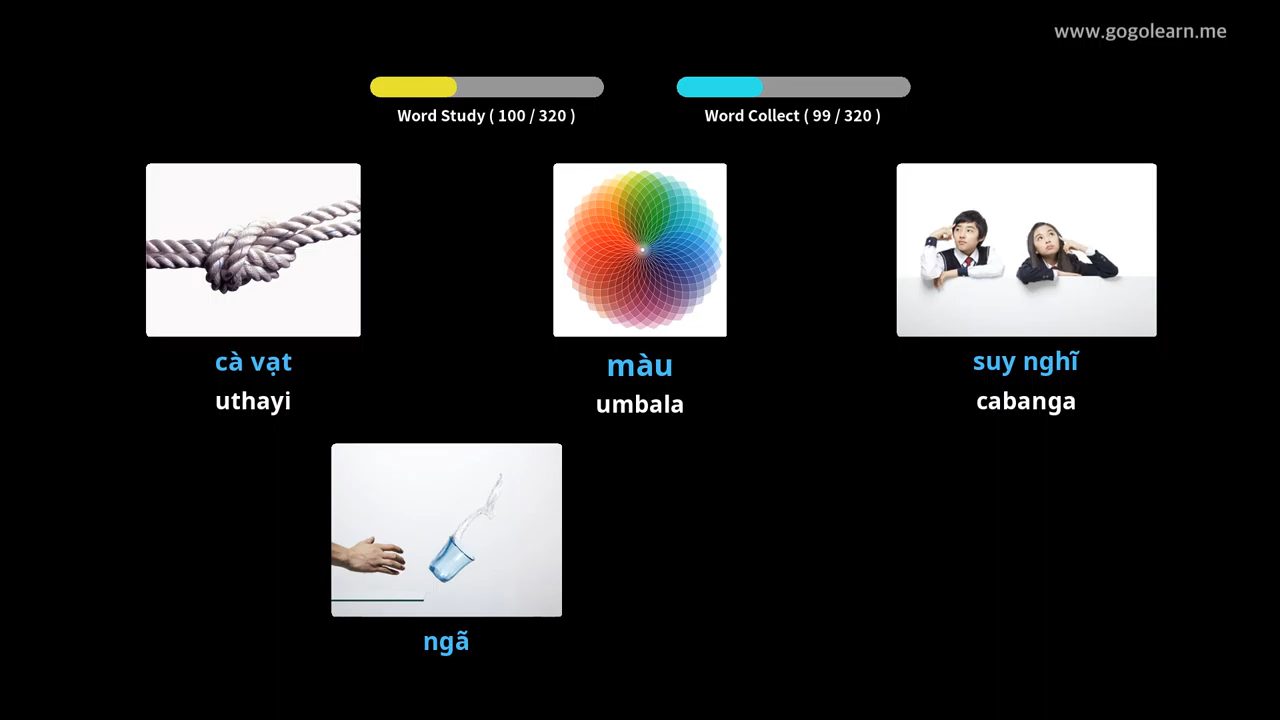 www.gogolearn.me
Word Study ( 100 / 320 )
Word Collect ( 99 / 320 )
cà vạt
màu
suy nghĩ
uthayi
umbala
cabanga
ngã